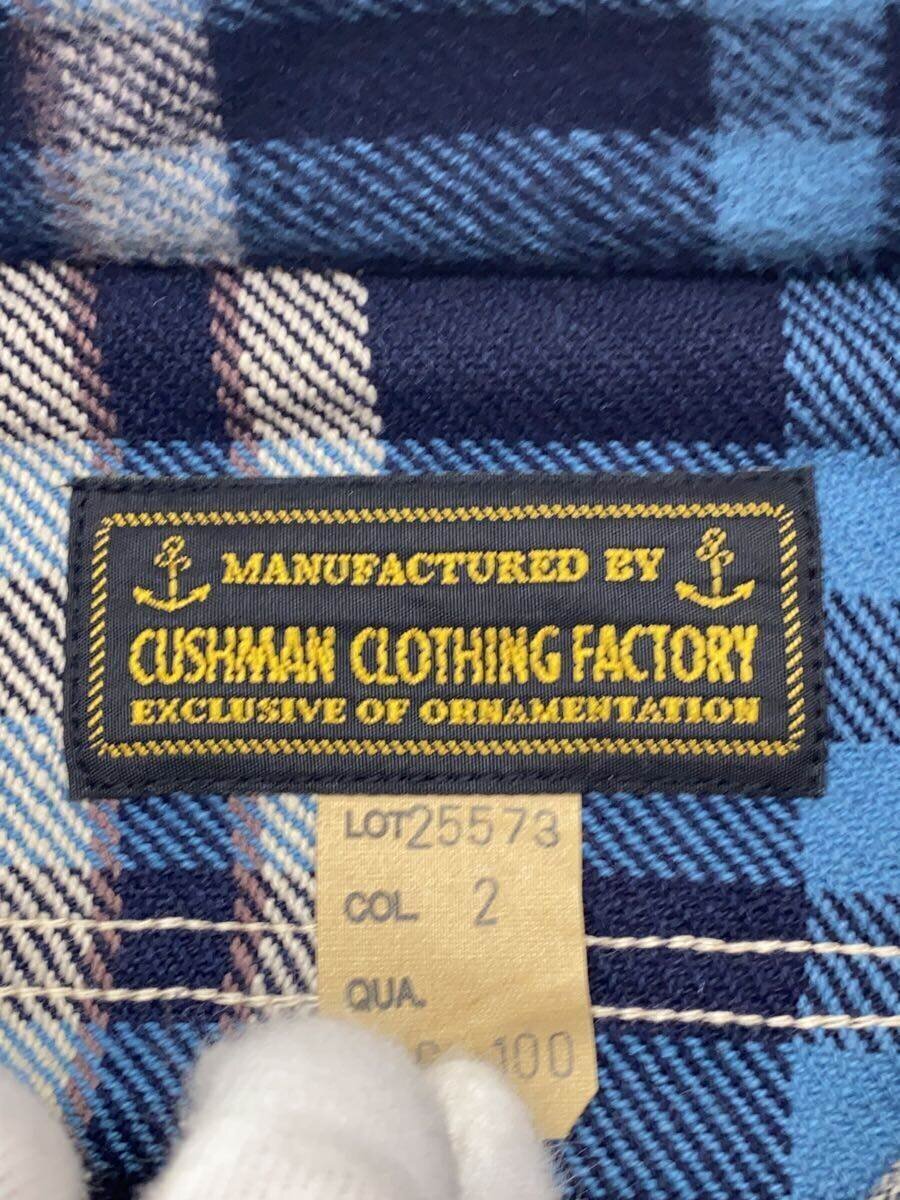 MANUFACTURED BY
CUSHMAN CLOTHING FACTORY
EXCLUSIVE OF ORNAMENTATION
LOT 25573
COL. 2
QUA.
100